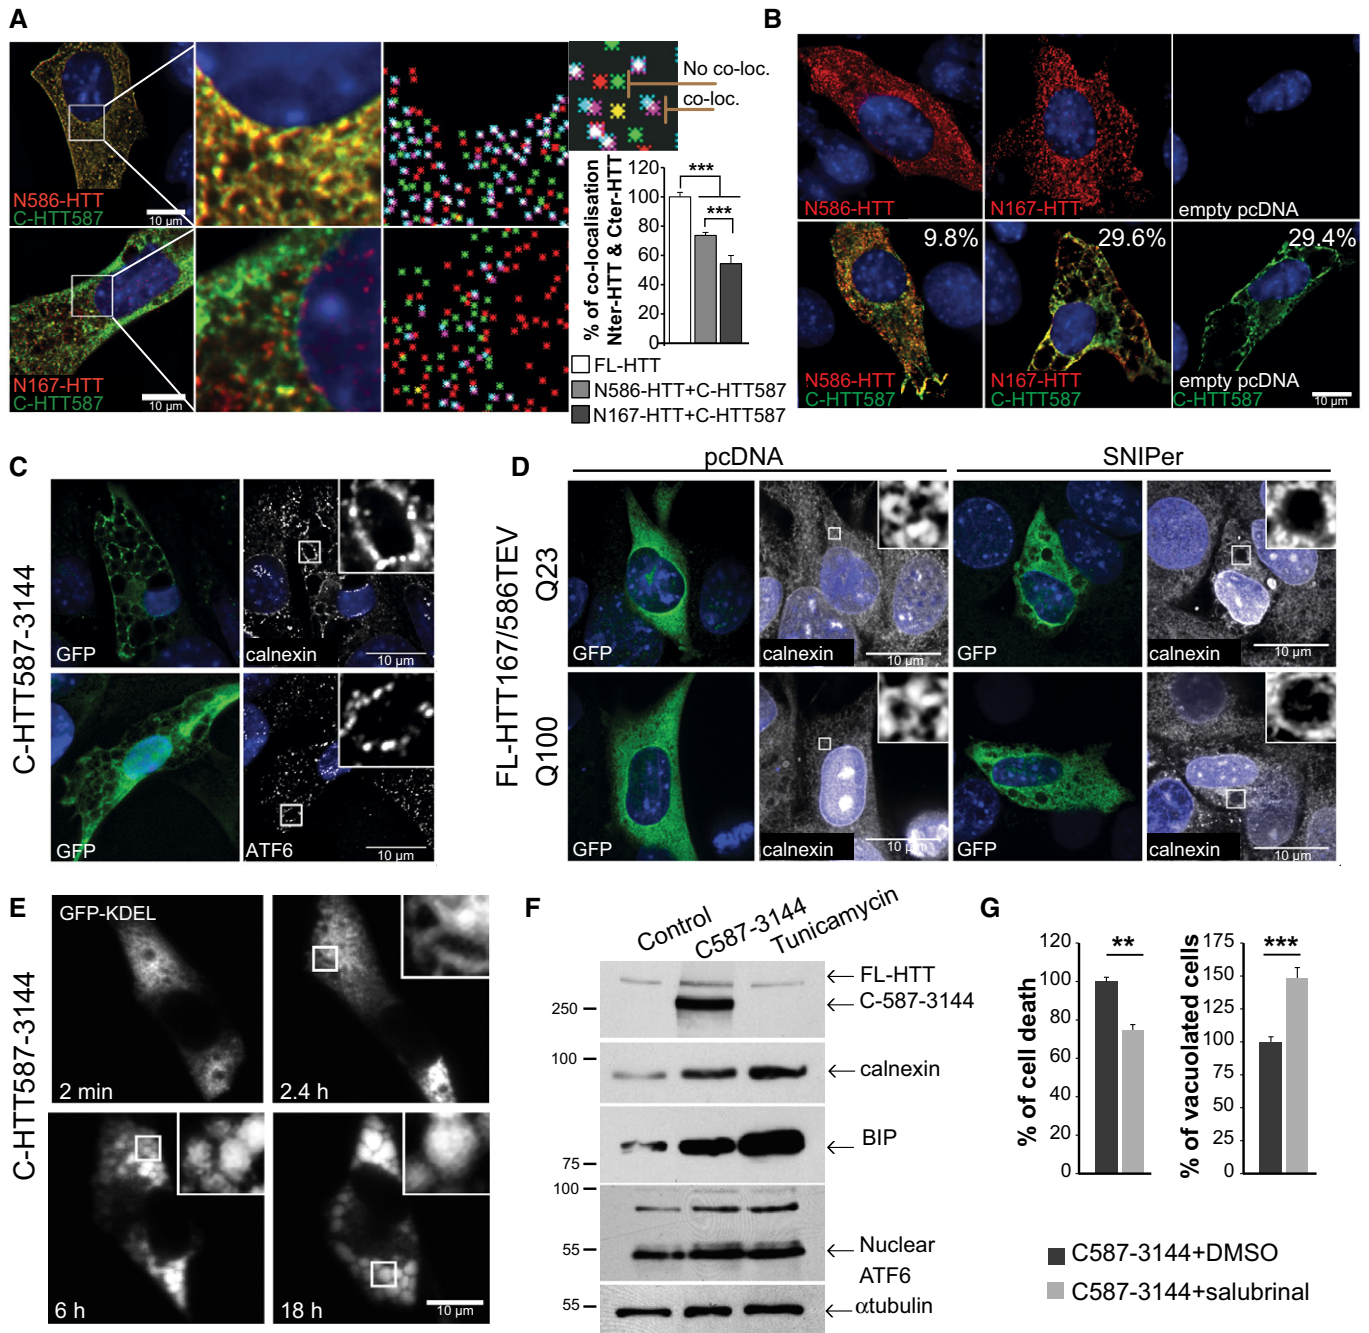 A
N586-HTT
C-HTT587
10 µm
N167-HTT
C-HTT587
10 µm
No co-loc.
co-loc.
% of co-localisation
Nter-HTT & Cter-HTT
120
100
80
60
40
20
0
***
***
FL-HTT
N586-HTT+C-HTT587
N167-HTT+C-HTT587
B
N586-HTT
N167-HTT
empty pcDNA
9.8%
29.6%
29.4%
N586-HTT
C-HTT587
N167-HTT
C-HTT587
empty pcDNA
C-HTT587
10 µm
C
C-HTT587-3144
GFP
calnexin
10 µm
GFP
ATF6
10 µm
D
pcDNA
SNIPer
FL-HTT167/586TEV
Q23
Q100
GFP
calnexin
10 µm
GFP
calnexin
10 µm
GFP
calnexin
10 µm
GFP
calnexin
10 µm
E
C-HTT587-3144
GFP-KDEL
2 min
2.4 h
6 h
18 h
10 µm
F
Control
C587-3144
Tunicamycin
250
FL-HTT
C-587-3144
100
calnexin
BIP
75
100
55
Nuclear
ATF6
55
αtubulin
G
% of cell death
120
100
80
60
40
20
0
**
% of vacuolated cells
175
150
125
100
75
50
25
0
***
C587-3144+DMSO
C587-3144+salubrinal